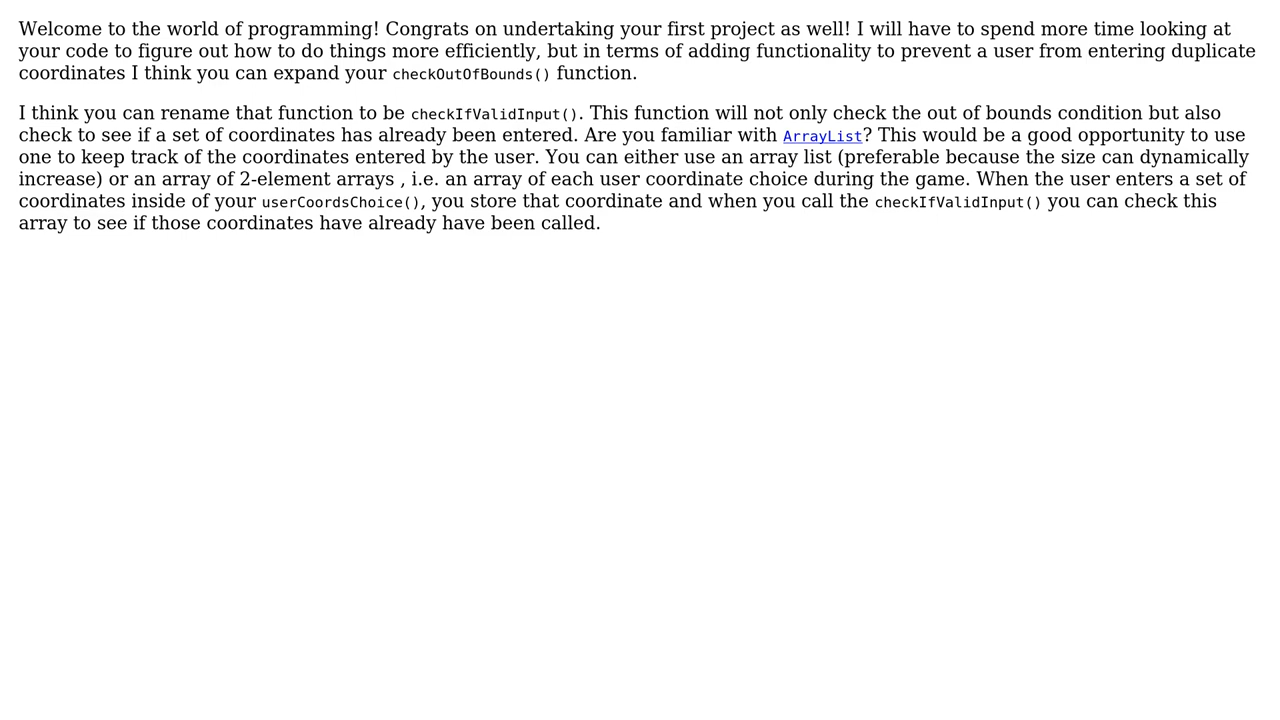 Welcome to the world of programming! Congrats on undertaking your first project as well! I will have to spend more time looking at
your code to figure out how to do things more efficiently, but in terms of adding functionality to prevent a user from entering duplicate
coordinates I think you can expand your checkOutOfBounds() function.
I think you can rename that function to be checkIfValidInput(). This function will not only check the out of bounds condition but also
check to see if a set of coordinates has already been entered. Are you familiar with ArrayList? This would be a good opportunity to use
one to keep track of the coordinates entered by the user. You can either use an array list (preferable because the size can dynamically
increase) or an array of 2-element arrays , i.e. an array of each user coordinate choice during the game. When the user enters a set of
coordinates inside of your userCoordsChoice(), you store that coordinate and when you call the checkIfValidInput() you can check this
array to see if those coordinates have already have been called.